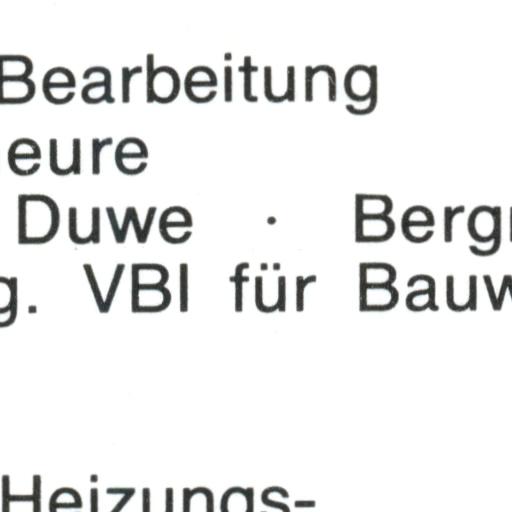 Bearbeitung
eure
Duwe · Berg
g. VBI für Bauw
Heizungs-